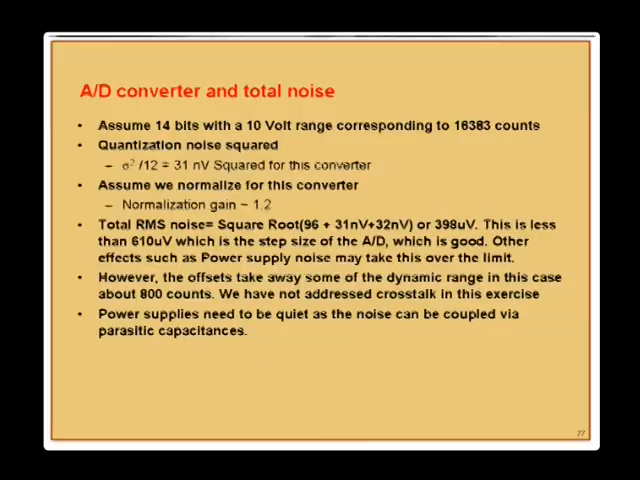 A/D converter and total noise
• Assume 14 bits with a 10 Volt range corresponding to 16383 counts
• Quantization noise squared
– σ² /12 = 31 nV Squared for this converter
• Assume we normalize for this converter
– Normalization gain ~ 1.2
• Total RMS noise= Square Root(96 + 31nV+32nV) or 398uV. This is less
than 610uV which is the step size of the A/D, which is good. Other
effects such as Power supply noise may take this over the limit.
• However, the offsets take away some of the dynamic range in this case
about 800 counts. We have not addressed crosstalk in this exercise
• Power supplies need to be quiet as the noise can be coupled via
parasitic capacitances.
77